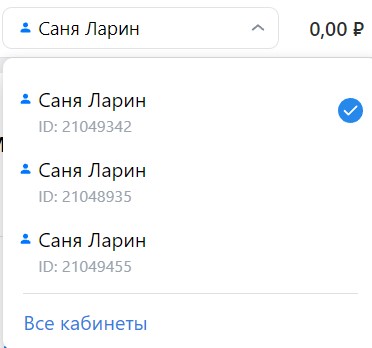 Саня Ларин
0,00 ₽
Саня Ларин
ID: 21049342
Саня Ларин
ID: 21048935
Саня Ларин
ID: 21049455
Все кабинеты